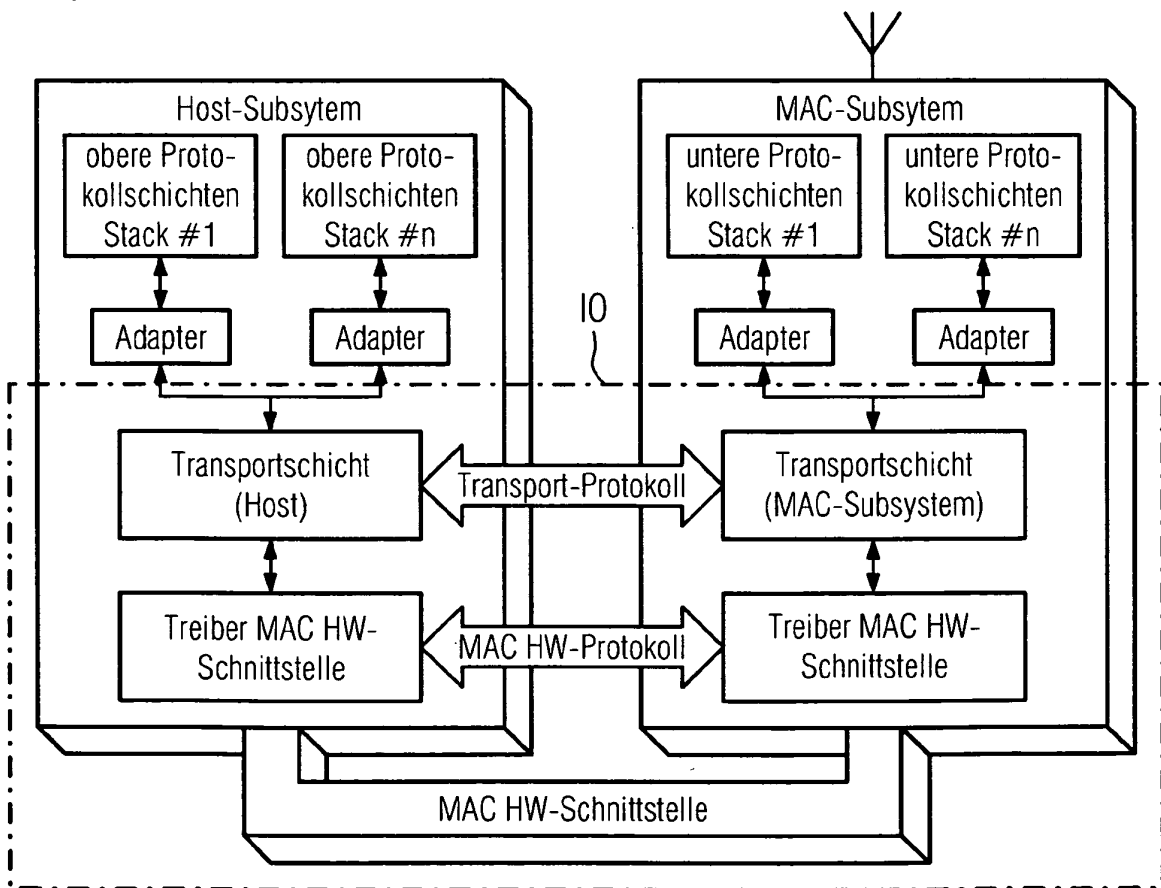 Host-Subsytem
obere Proto-
kollschichten
Stack #1
obere Proto-
kollschichten
Stack #n
Adapter
Adapter
MAC-Subsytem
untere Proto-
kollschichten
Stack #1
untere Proto-
kollschichten
Stack #n
Adapter
Adapter
10
Transportschicht
(Host)
Transport-Protokoll
Transportschicht
(MAC-Subsystem)
Treiber MAC HW-
Schnittstelle
MAC HW-Protokoll
Treiber MAC HW-
Schnittstelle
MAC HW-Schnittstelle